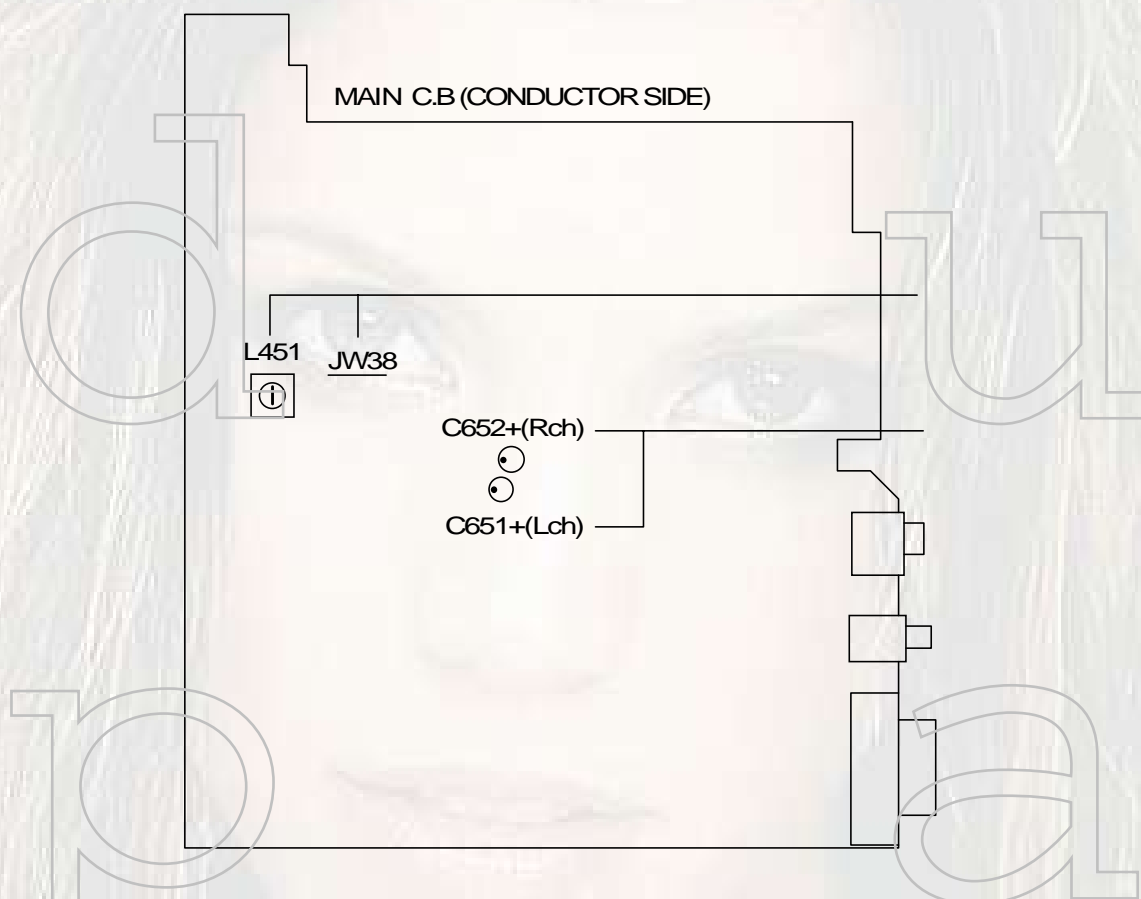 MAIN C.B (CONDUCTOR SIDE)
L451
JW38
C652+(Rch)
C651+(Lch)
d u
p a